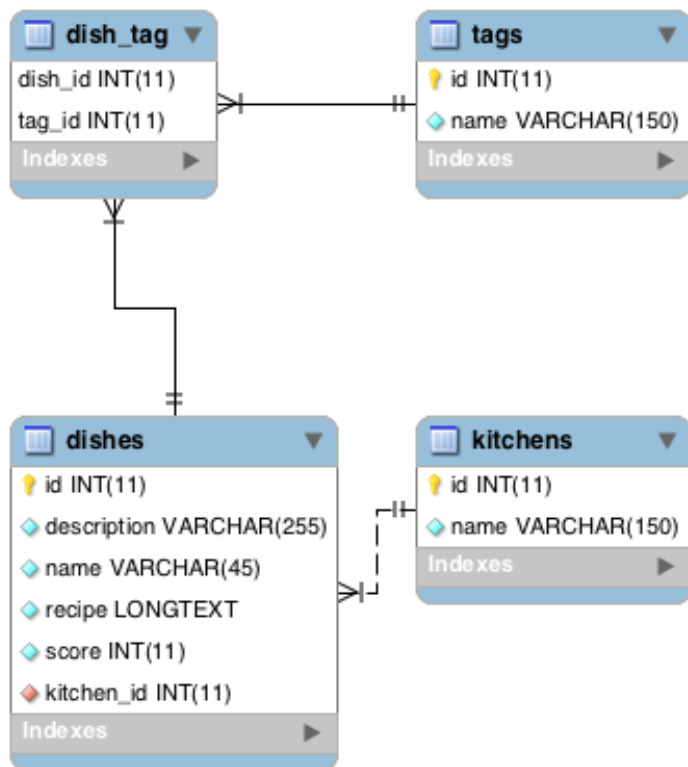 dish_tag
dish_id INT(11)
tag_id INT(11)
Indexes
tags
id INT(11)
name VARCHAR(150)
Indexes
dishes
id INT(11)
description VARCHAR(255)
name VARCHAR(45)
recipe LONGTEXT
score INT(11)
kitchen_id INT(11)
Indexes
kitchens
id INT(11)
name VARCHAR(150)
Indexes